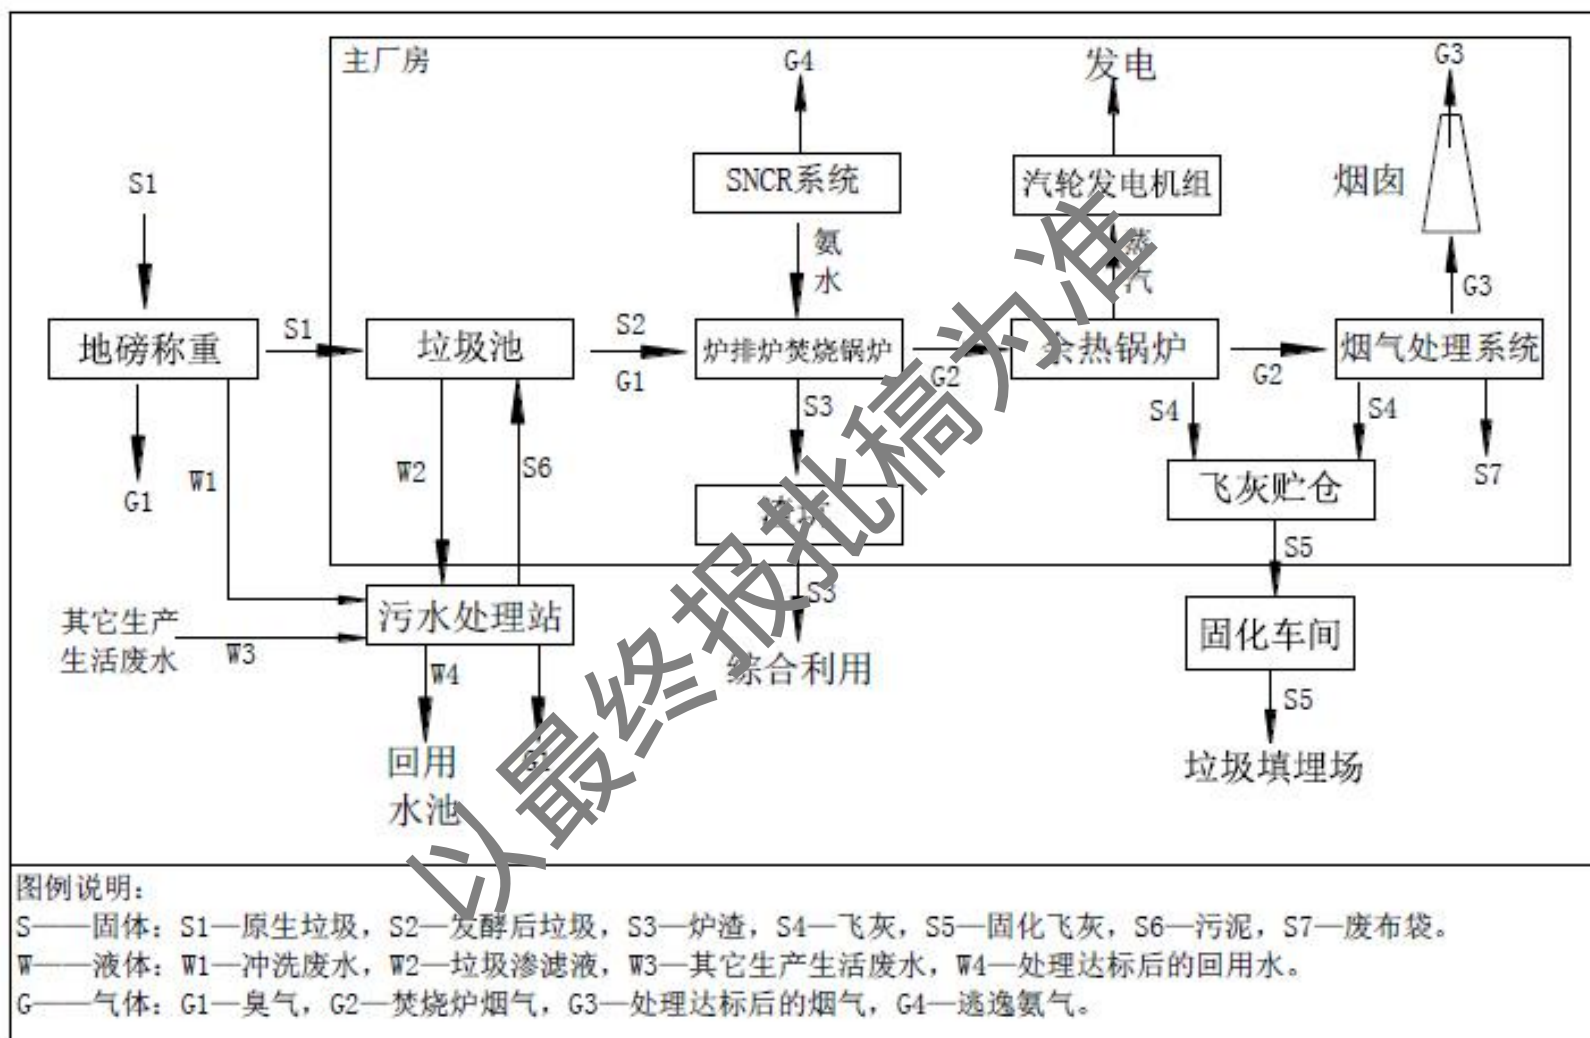 主厂房
G4
发电
G3
S1
SNCR系统
汽轮发电机组
烟囱
氨水
蒸汽
G3
地磅称重
S1
垃圾池
S2
G1
炉排炉焚烧锅炉
G2
余热锅炉
G2
烟气处理系统
G1
W1
W2
S6
S3
S4
S4
S7
飞灰贮仓
S5
其它生产
生活废水
W3
污水处理站
S3
固化车间
W4
综合利用
S5
回用
水池
垃圾填埋场
以最终报批稿为准
图例说明:
S——固体: S1—原生垃圾, S2—发酵后垃圾, S3—炉渣, S4—飞灰, S5—固化飞灰, S6—污泥, S7—废布袋。
W——液体: W1—冲洗废水, W2—垃圾渗滤液, W3—其它生产生活废水, W4—处理达标后的回用水。
G——气体: G1—臭气, G2—焚烧炉烟气, G3—处理达标后的烟气, G4—逃逸氨气。